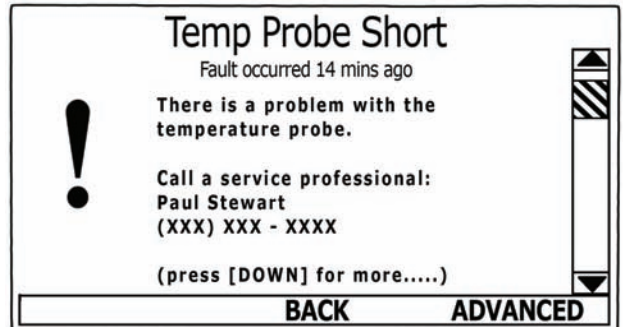 Temp Probe Short
Fault occurred 14 mins ago
There is a problem with the
temperature probe.
Call a service professional:
Paul Stewart
(XXX) XXX - XXXX
(press [DOWN] for more.....)
BACK ADVANCED